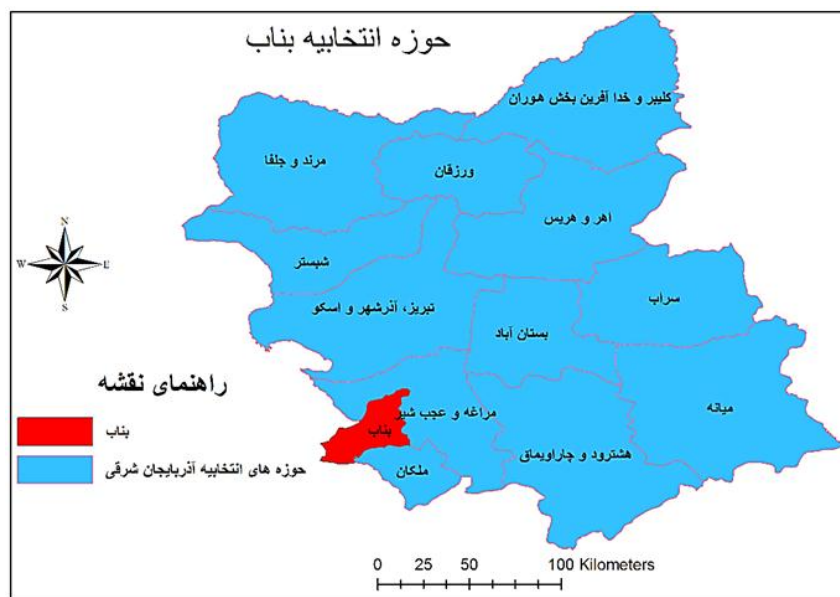 حوزه انتخابیه بناب
کلیبر و خدا آفرین بخش هوران
مرند و جلفا
ورزقان
اهر و هریس
شبستر
سراب
تبریز، آذرشهر و اسکو
بستان آباد
میانه
مراغه و عجب شیر
بناب
هشترود و چاراویماق
ملکان
N
W
E
S
راهنمای نقشه
بناب
حوزه های انتخابیه آذربایجان شرقی
0 25 50 100 Kilometers